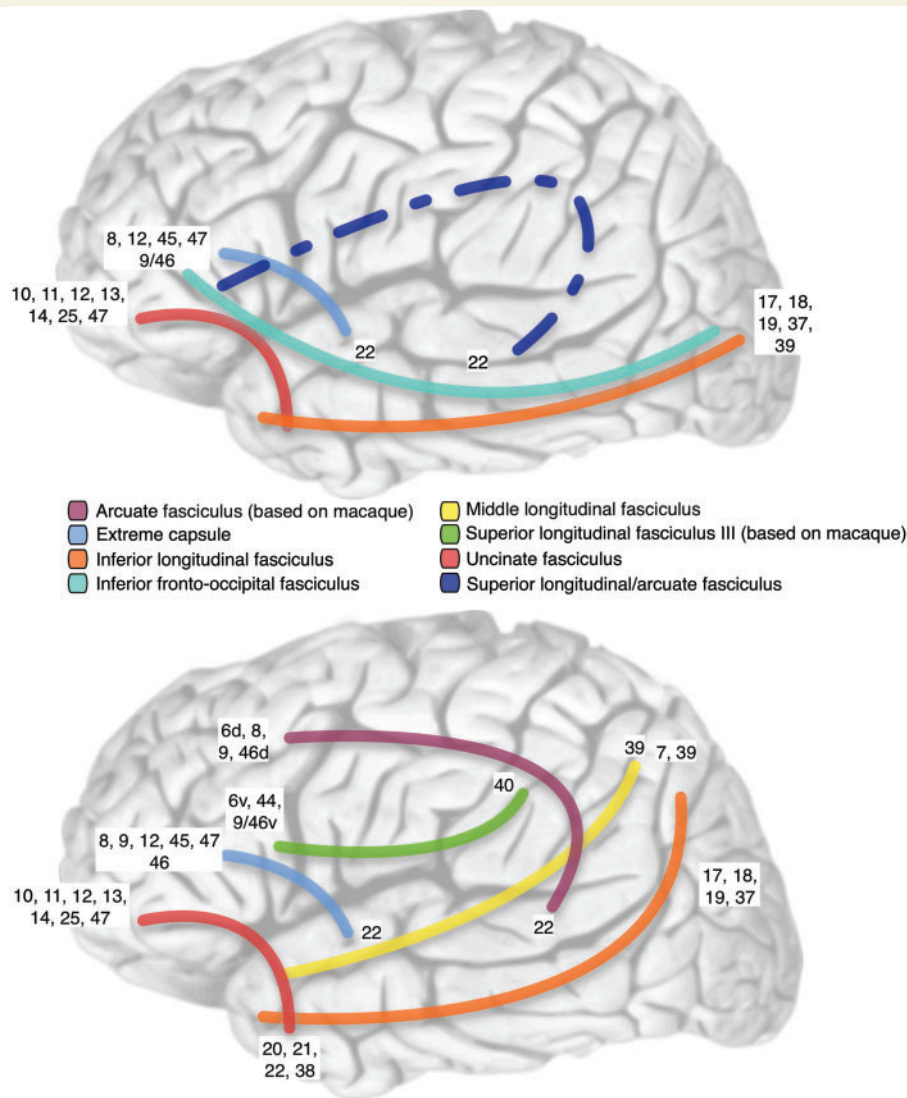 8, 12, 45, 47
9/46
10, 11, 12, 13,
14, 25, 47
22
22
17, 18,
19, 37,
39
Arcuate fasciculus (based on macaque)
Extreme capsule
Inferior longitudinal fasciculus
Inferior fronto-occipital fasciculus
Middle longitudinal fasciculus
Superior longitudinal fasciculus III (based on macaque)
Uncinate fasciculus
Superior longitudinal/arcuate fasciculus
6d, 8,
9, 46d
39
7, 39
40
6v, 44,
9/46v
8, 9, 12, 45, 47
46
10, 11, 12, 13,
14, 25, 47
17, 18,
19, 37
22
22
20, 21,
22, 38